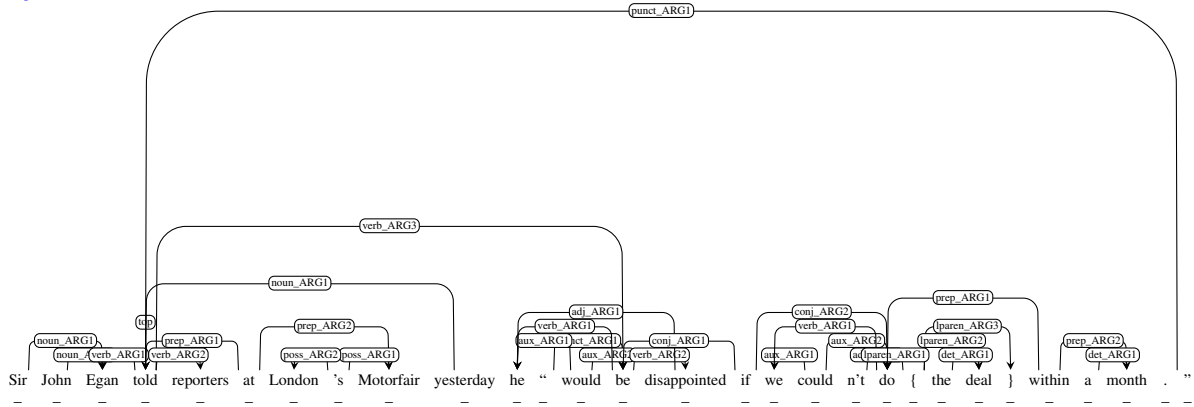 punct_ARG1
verb_ARG3
noun_ARG1
top
adj_ARG1
prep_ARG1
prep_ARG2
verb_ARG1
conj_ARG2
verb_ARG1
lparen_ARG3
noun_ARG1
prep_ARG1
aux_ARG1
conj_ARG1
aux_ARG2
lparen_ARG2
prep_ARG2
verb_ARG1
verb_ARG2
poss_ARG2
poss_ARG1
verb_ARG2
aux_ARG1
lparen_ARG1
det_ARG1
det_ARG1
Sir John Egan told reporters at London 's Motorfair yesterday he “ would be disappointed if we could n't do { the deal } within a month . ”